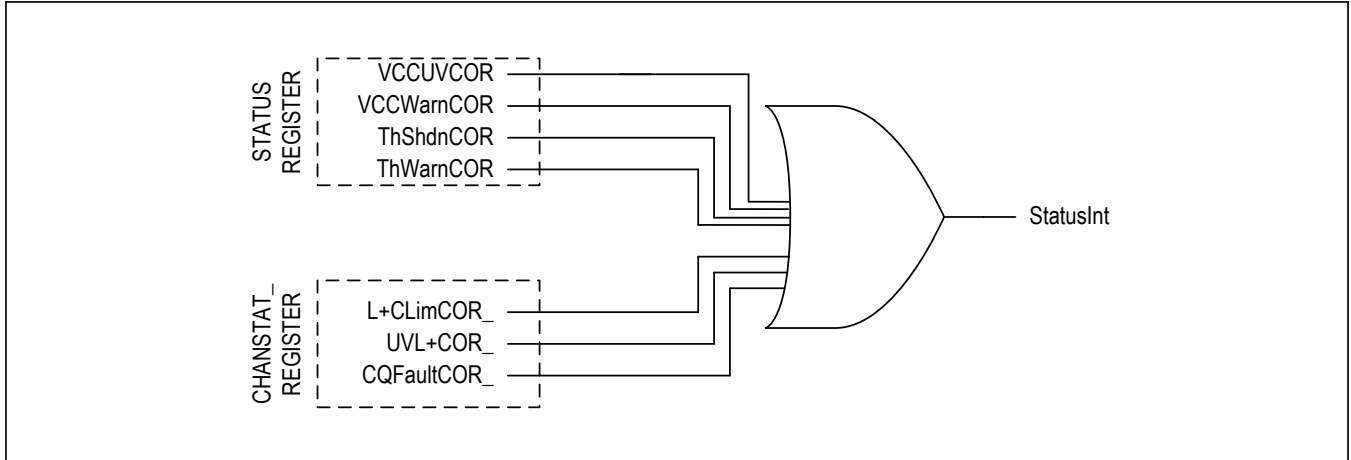 STATUS
REGISTER
VCCUVCOR
VCCWarnCOR
ThShdnCOR
ThWarnCOR
StatusInt
CHANSTAT_
REGISTER
L+CLimCOR_
UVL+COR_
CQFaultCOR_